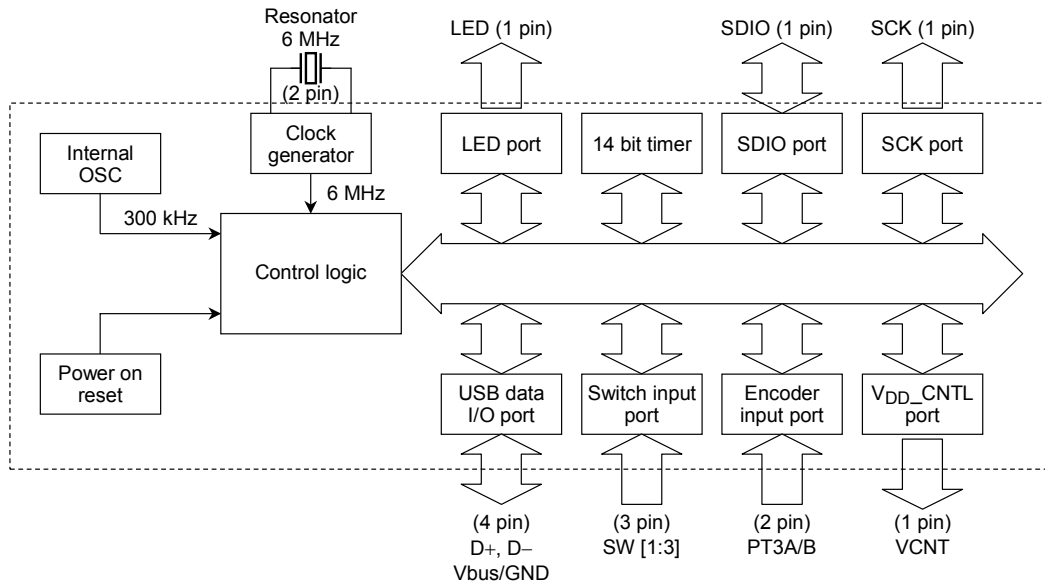 Resonator
6 MHz
(2 pin)
LED (1 pin)
SDIO (1 pin)
SCK (1 pin)
Internal
OSC
Clock
generator
LED port
14 bit timer
SDIO port
SCK port
300 kHz
6 MHz
Control logic
Power on
reset
USB data
I/O port
Switch input
port
Encoder
input port
VDD_CNTL
port
(4 pin)
D+, D−
Vbus/GND
(3 pin)
SW [1:3]
(2 pin)
PT3A/B
(1 pin)
VCNT